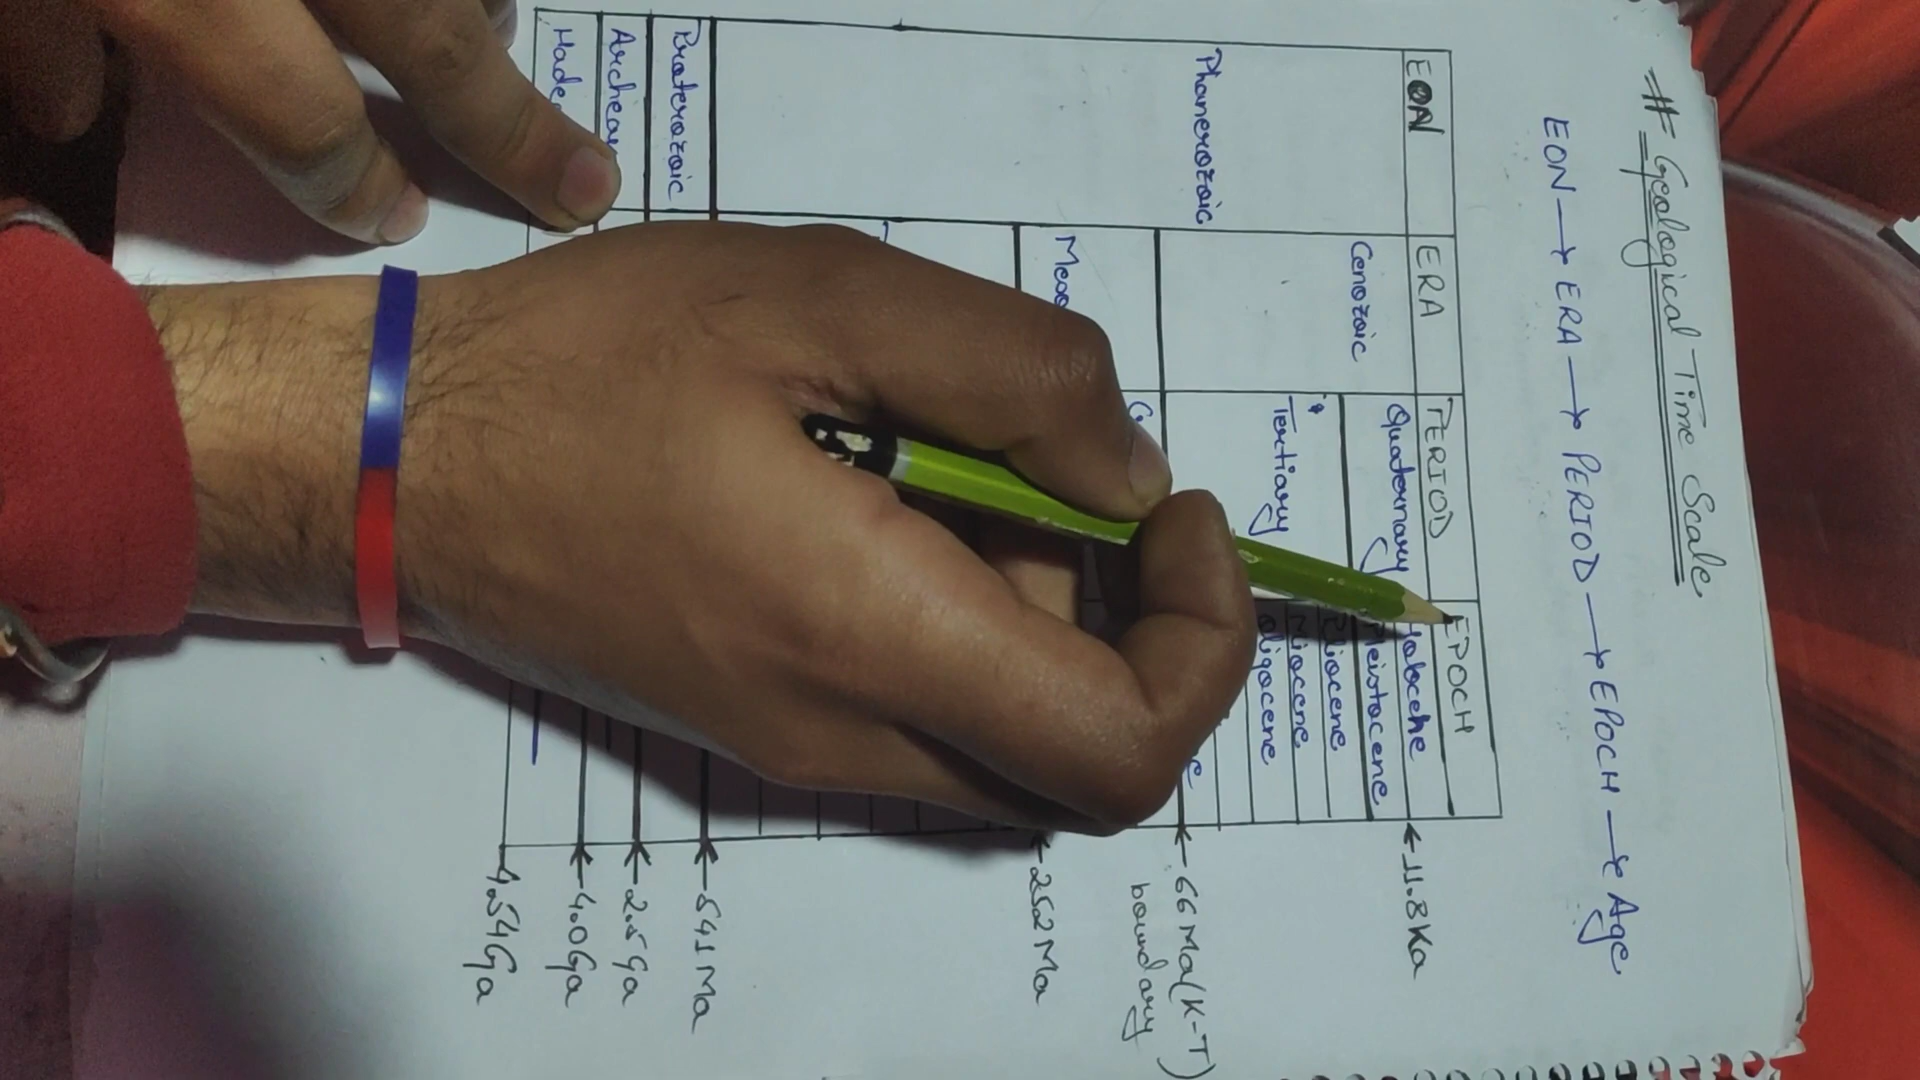 # Geological Time Scale
EON → ERA → PERIOD → EPOCH → Age
EON ERA PERIOD EPOCH
Phanerozoic Cenozoic Quaternary Holocene ← 11.8 Ka
Pleistocene
Tertiary Pliocene
Miocene
Oligocene
← 66 Ma (K-T)
boundary
← 252 Ma
Proterozoic ← 541 Ma
Archean ← 2.5 Ga
← 4.0 Ga
4.54 Ga